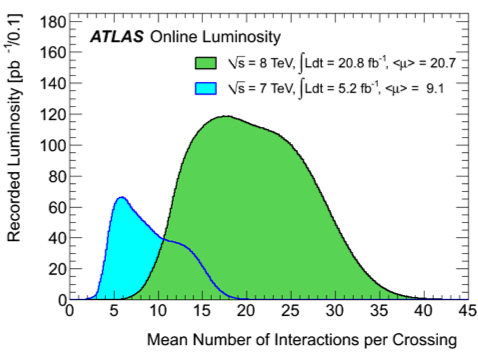 ATLAS Online Luminosity
√s = 8 TeV, ∫Ldt = 20.8 fb⁻¹, <μ> = 20.7
√s = 7 TeV, ∫Ldt = 5.2 fb⁻¹, <μ> = 9.1
Recorded Luminosity [pb⁻¹/0.1]
180
160
140
120
100
80
60
40
20
0
0 5 10 15 20 25 30 35 40 45
Mean Number of Interactions per Crossing